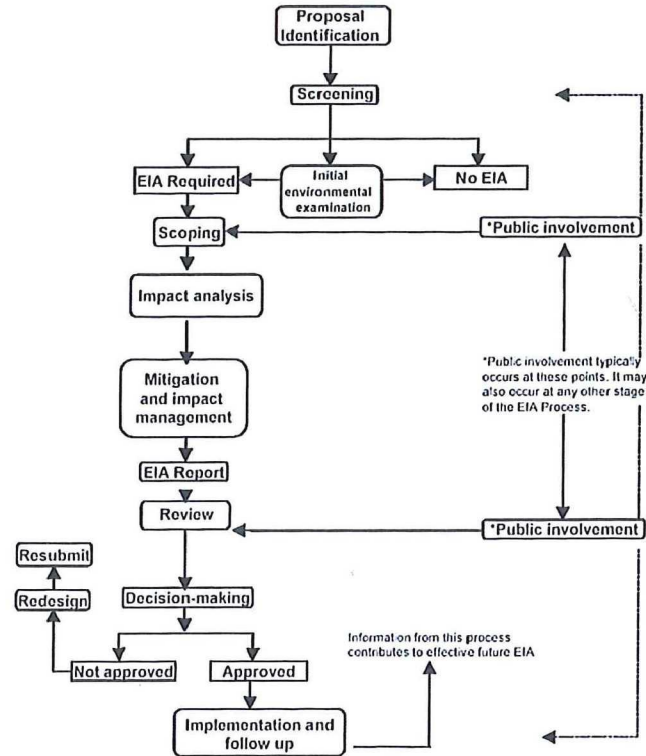 Proposal
Identification
Screening
EIA Required
Initial
environmental
examination
No EIA
Scoping
*Public involvement
Impact analysis
*Public involvement typically
occurs at these points. It may
also occur at any other stage
of the EIA Process.
Mitigation
and impact
management
EIA Report
Review
*Public involvement
Resubmit
Redesign
Decision-making
Information from this process
contributes to effective future EIA
Not approved
Approved
Implementation and
follow up